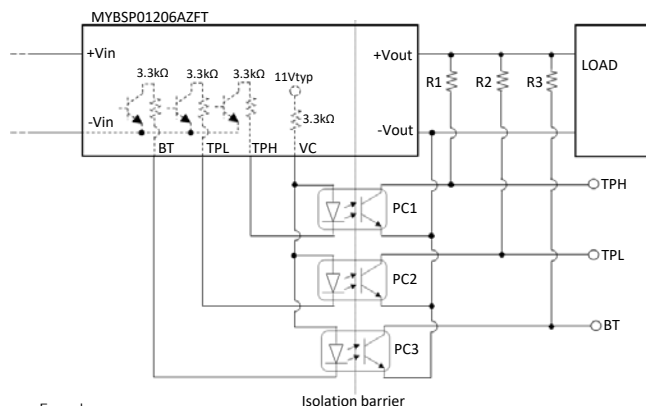 MYBSP01206AZFT
+Vin
+Vout
LOAD
3.3kΩ 3.3kΩ 3.3kΩ
11Vtyp
R1 R2 R3
3.3kΩ
-Vin
-Vout
BT TPL TPH VC
TPH
PC1
TPL
PC2
BT
PC3
Isolation barrier